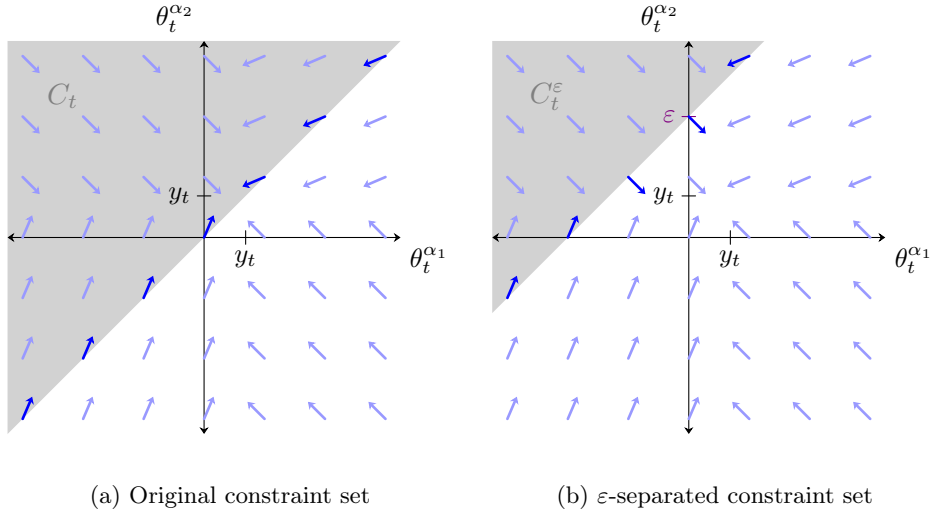 θ_t^{α_2}
C_t
y_t
y_t
θ_t^{α_1}
(a) Original constraint set
θ_t^{α_2}
C_t^ε
ε
y_t
y_t
θ_t^{α_1}
(b) ε-separated constraint set